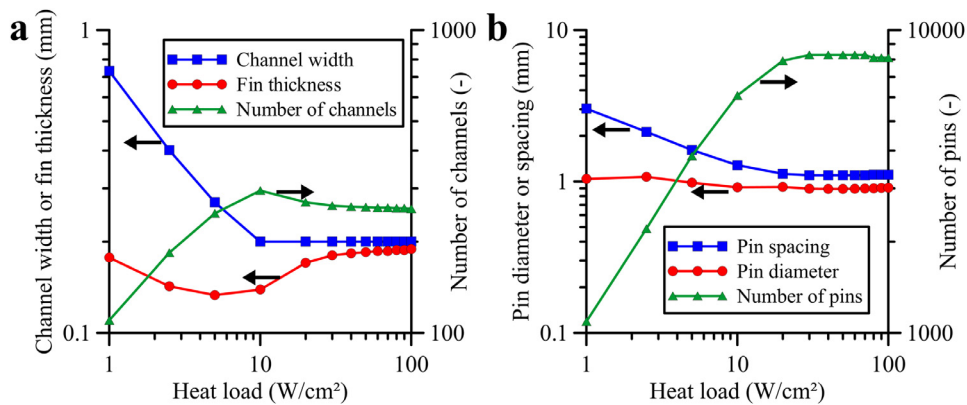 a
Channel width or fin thickness (mm)
1
0.1
1
10
100
Heat load (W/cm²)
1000
100
Number of channels (-)
Channel width
Fin thickness
Number of channels
b
Pin diameter or spacing (mm)
10
1
0.1
1
10
100
Heat load (W/cm²)
10000
1000
Number of pins (-)
Pin spacing
Pin diameter
Number of pins